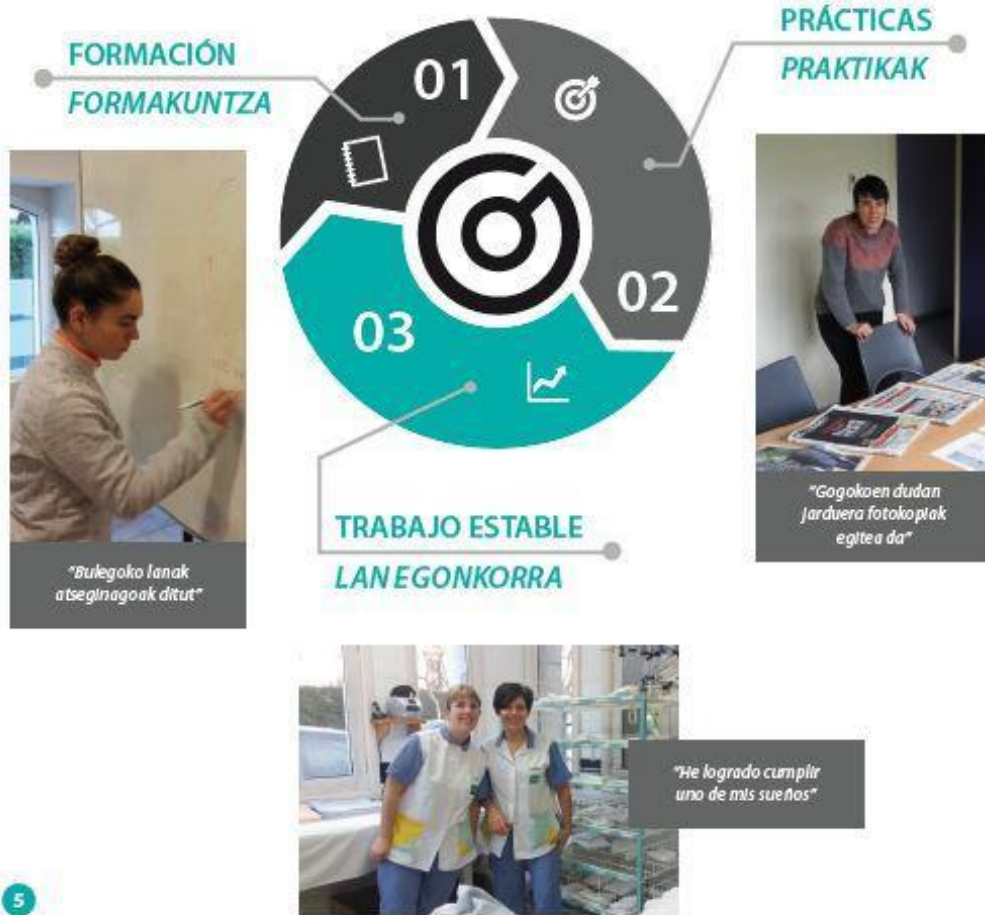 FORMACIÓN
FORMAKUNTZA
01
PRÁCTICAS
PRAKTIKAK
02
03
TRABAJO ESTABLE
LAN EGONKORRA
"Bulegoko lanak
atseginagoak ditut"
"Gogokoen dudan
jarduera fotokopiak
egitea da"
"He logrado cumplir
uno de mis sueños"
5